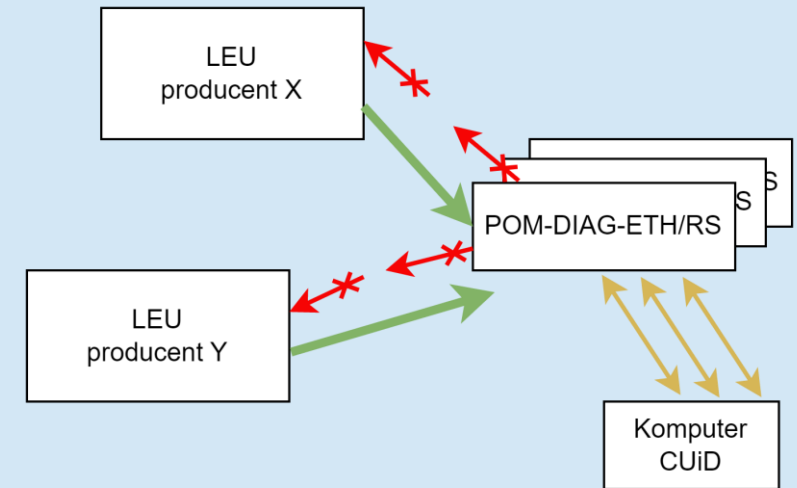 LEU
producent X
S
S
POM-DIAG-ETH/RS
LEU
producent Y
Komputer
CUiD